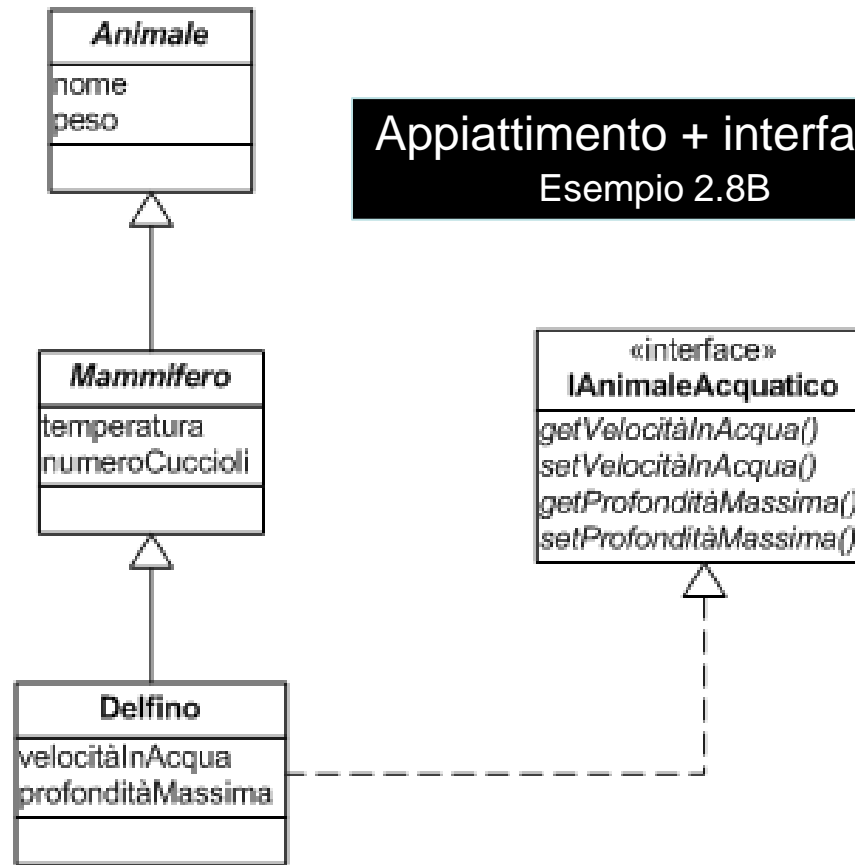 Animale
nome
peso
Appiattimento + interfa
Esempio 2.8B
Mammifero
temperatura
numeroCuccioli
«interface»
IAnimaleAcquatico
getVelocitàInAcqua()
setVelocitàInAcqua()
getProfonditàMassima()
setProfonditàMassima()
Delfino
velocitàInAcqua
profonditàMassima